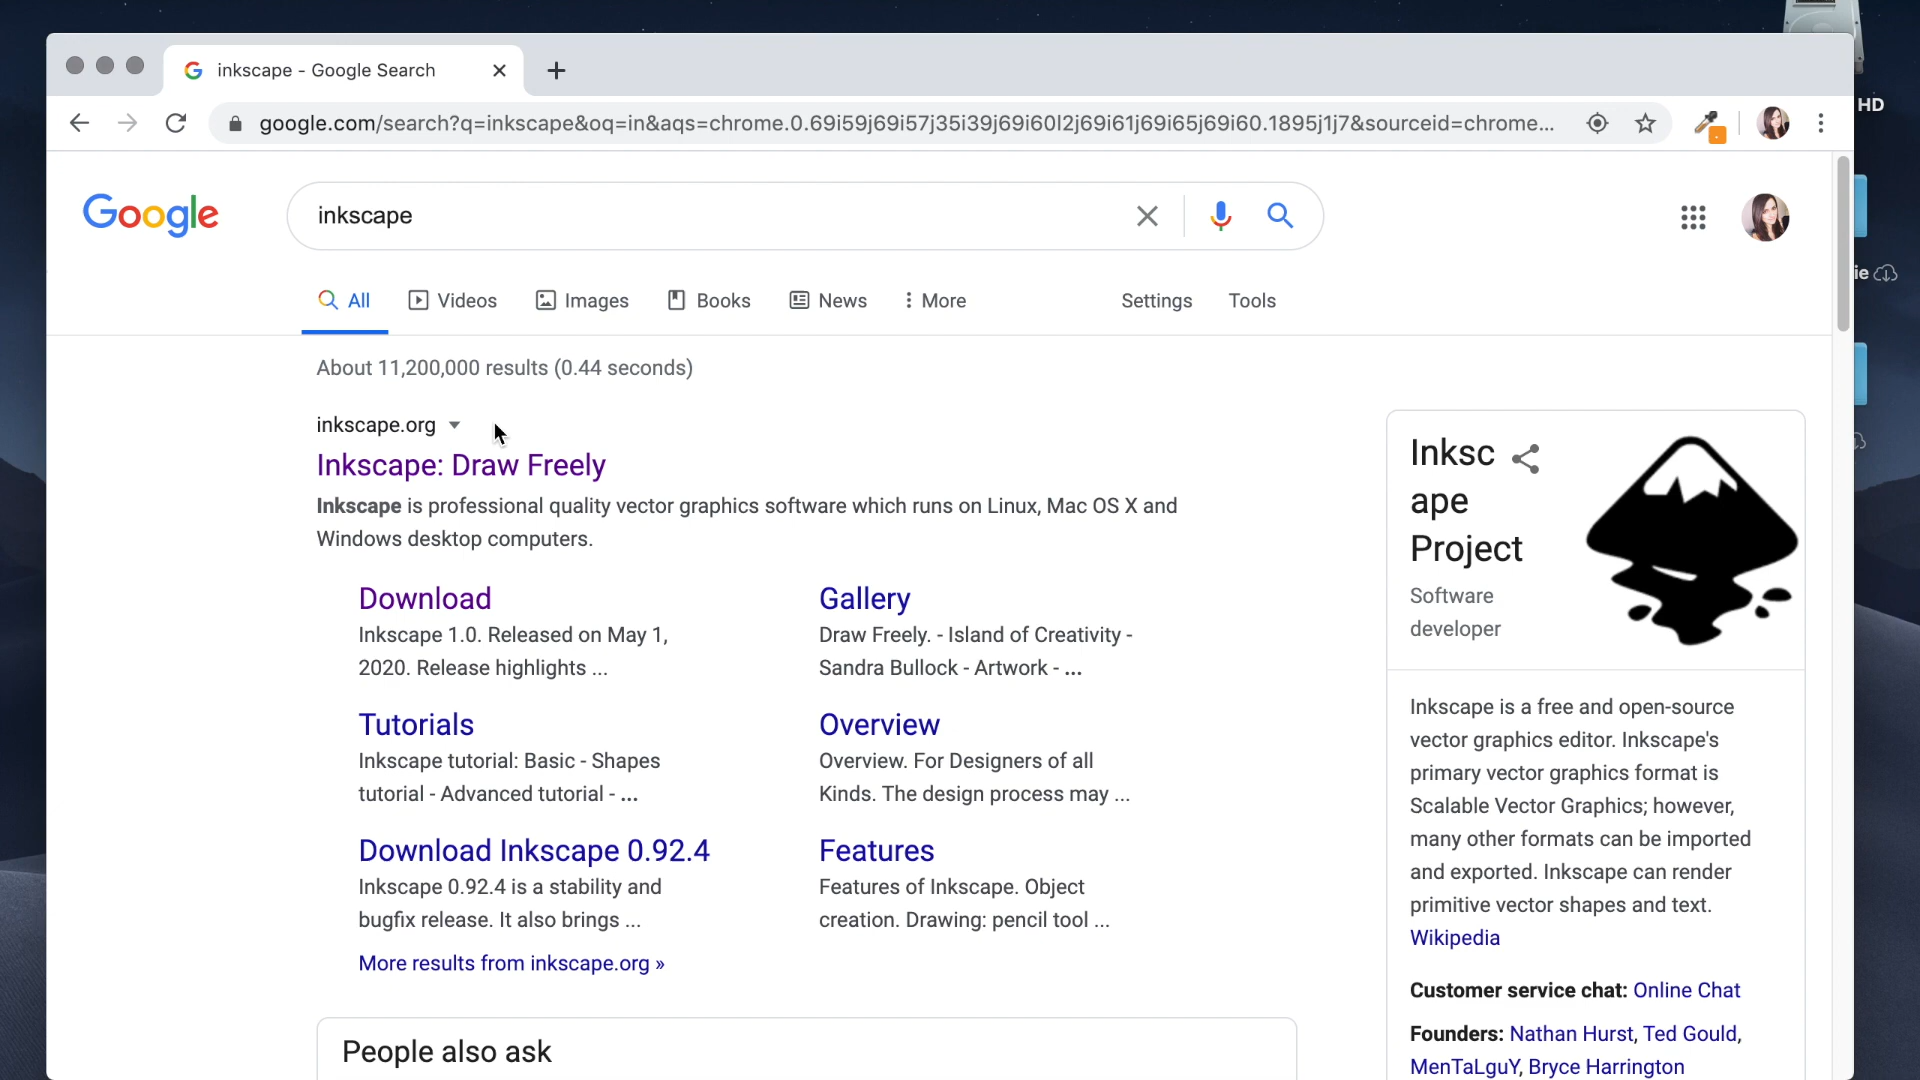 inkscape - Google Search
google.com/search?q=inkscape&oq=in&aqs=chrome.0.69i59j69i57j35i39j69i60l2j69i61j69i65j69i60.1895j1j7&sourceid=chrome...
HD
Google
inkscape
ie
All
Videos
Images
Books
News
More
Settings
Tools
About 11,200,000 results (0.44 seconds)
inkscape.org
Inkscape: Draw Freely
Inkscape is professional quality vector graphics software which runs on Linux, Mac OS X and
Windows desktop computers.
Download
Inkscape 1.0. Released on May 1,
2020. Release highlights ...
Gallery
Draw Freely. - Island of Creativity -
Sandra Bullock - Artwork - ...
Tutorials
Inkscape tutorial: Basic - Shapes
tutorial - Advanced tutorial - ...
Overview
Overview. For Designers of all
Kinds. The design process may ...
Download Inkscape 0.92.4
Inkscape 0.92.4 is a stability and
bugfix release. It also brings ...
Features
Features of Inkscape. Object
creation. Drawing: pencil tool ...
More results from inkscape.org »
People also ask
Inksc
ape
Project
Software
developer
Inkscape is a free and open-source
vector graphics editor. Inkscape's
primary vector graphics format is
Scalable Vector Graphics; however,
many other formats can be imported
and exported. Inkscape can render
primitive vector shapes and text.
Wikipedia
Customer service chat: Online Chat
Founders: Nathan Hurst, Ted Gould,
MenTaLguY, Bryce Harrington